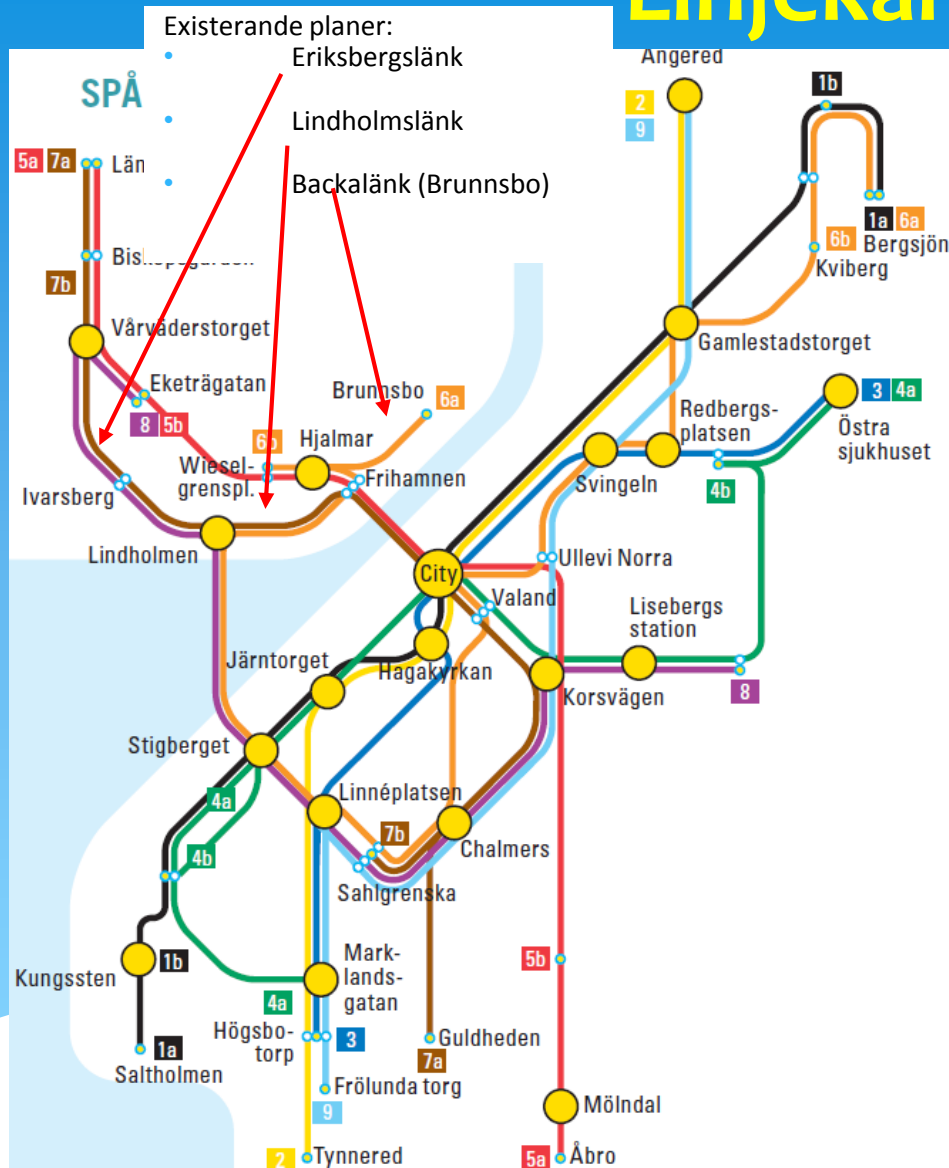 Existerande planer:
• Eriksbergslänk
• Lindholmslänk
• Backalänk (Brunnsbo)
SPÅ
Angered
2
9
1b
5a 7a Län
1a 6a
Bergsjön
6b
Kviberg
7b
Vårväderstorget
Gamlestadstorget
Eketrägatan
8 5b
Brunnsbo 6a
3 4a
Östra
sjukhuset
Redbergs-
platsen
6b
Hjalmar
Wiesel-
grenspl.
Frihamnen
Svingeln
4b
Ivarsberg
Lindholmen
City
Ullevi Norra
Valand
Lisebergs
station
Järntorget
Hagakyrkan
Korsvägen
8
Stigberget
Linnéplatsen
4a
7b
Chalmers
4b
Sahlgrenska
Kungssten
1b
Mark-
lands-
gatan
5b
4a
Högsbo-
torp
3
Guldheden
7a
1a
Saltholmen
Frölunda torg
9
Mölndal
2 Tynnered
5a Åbro